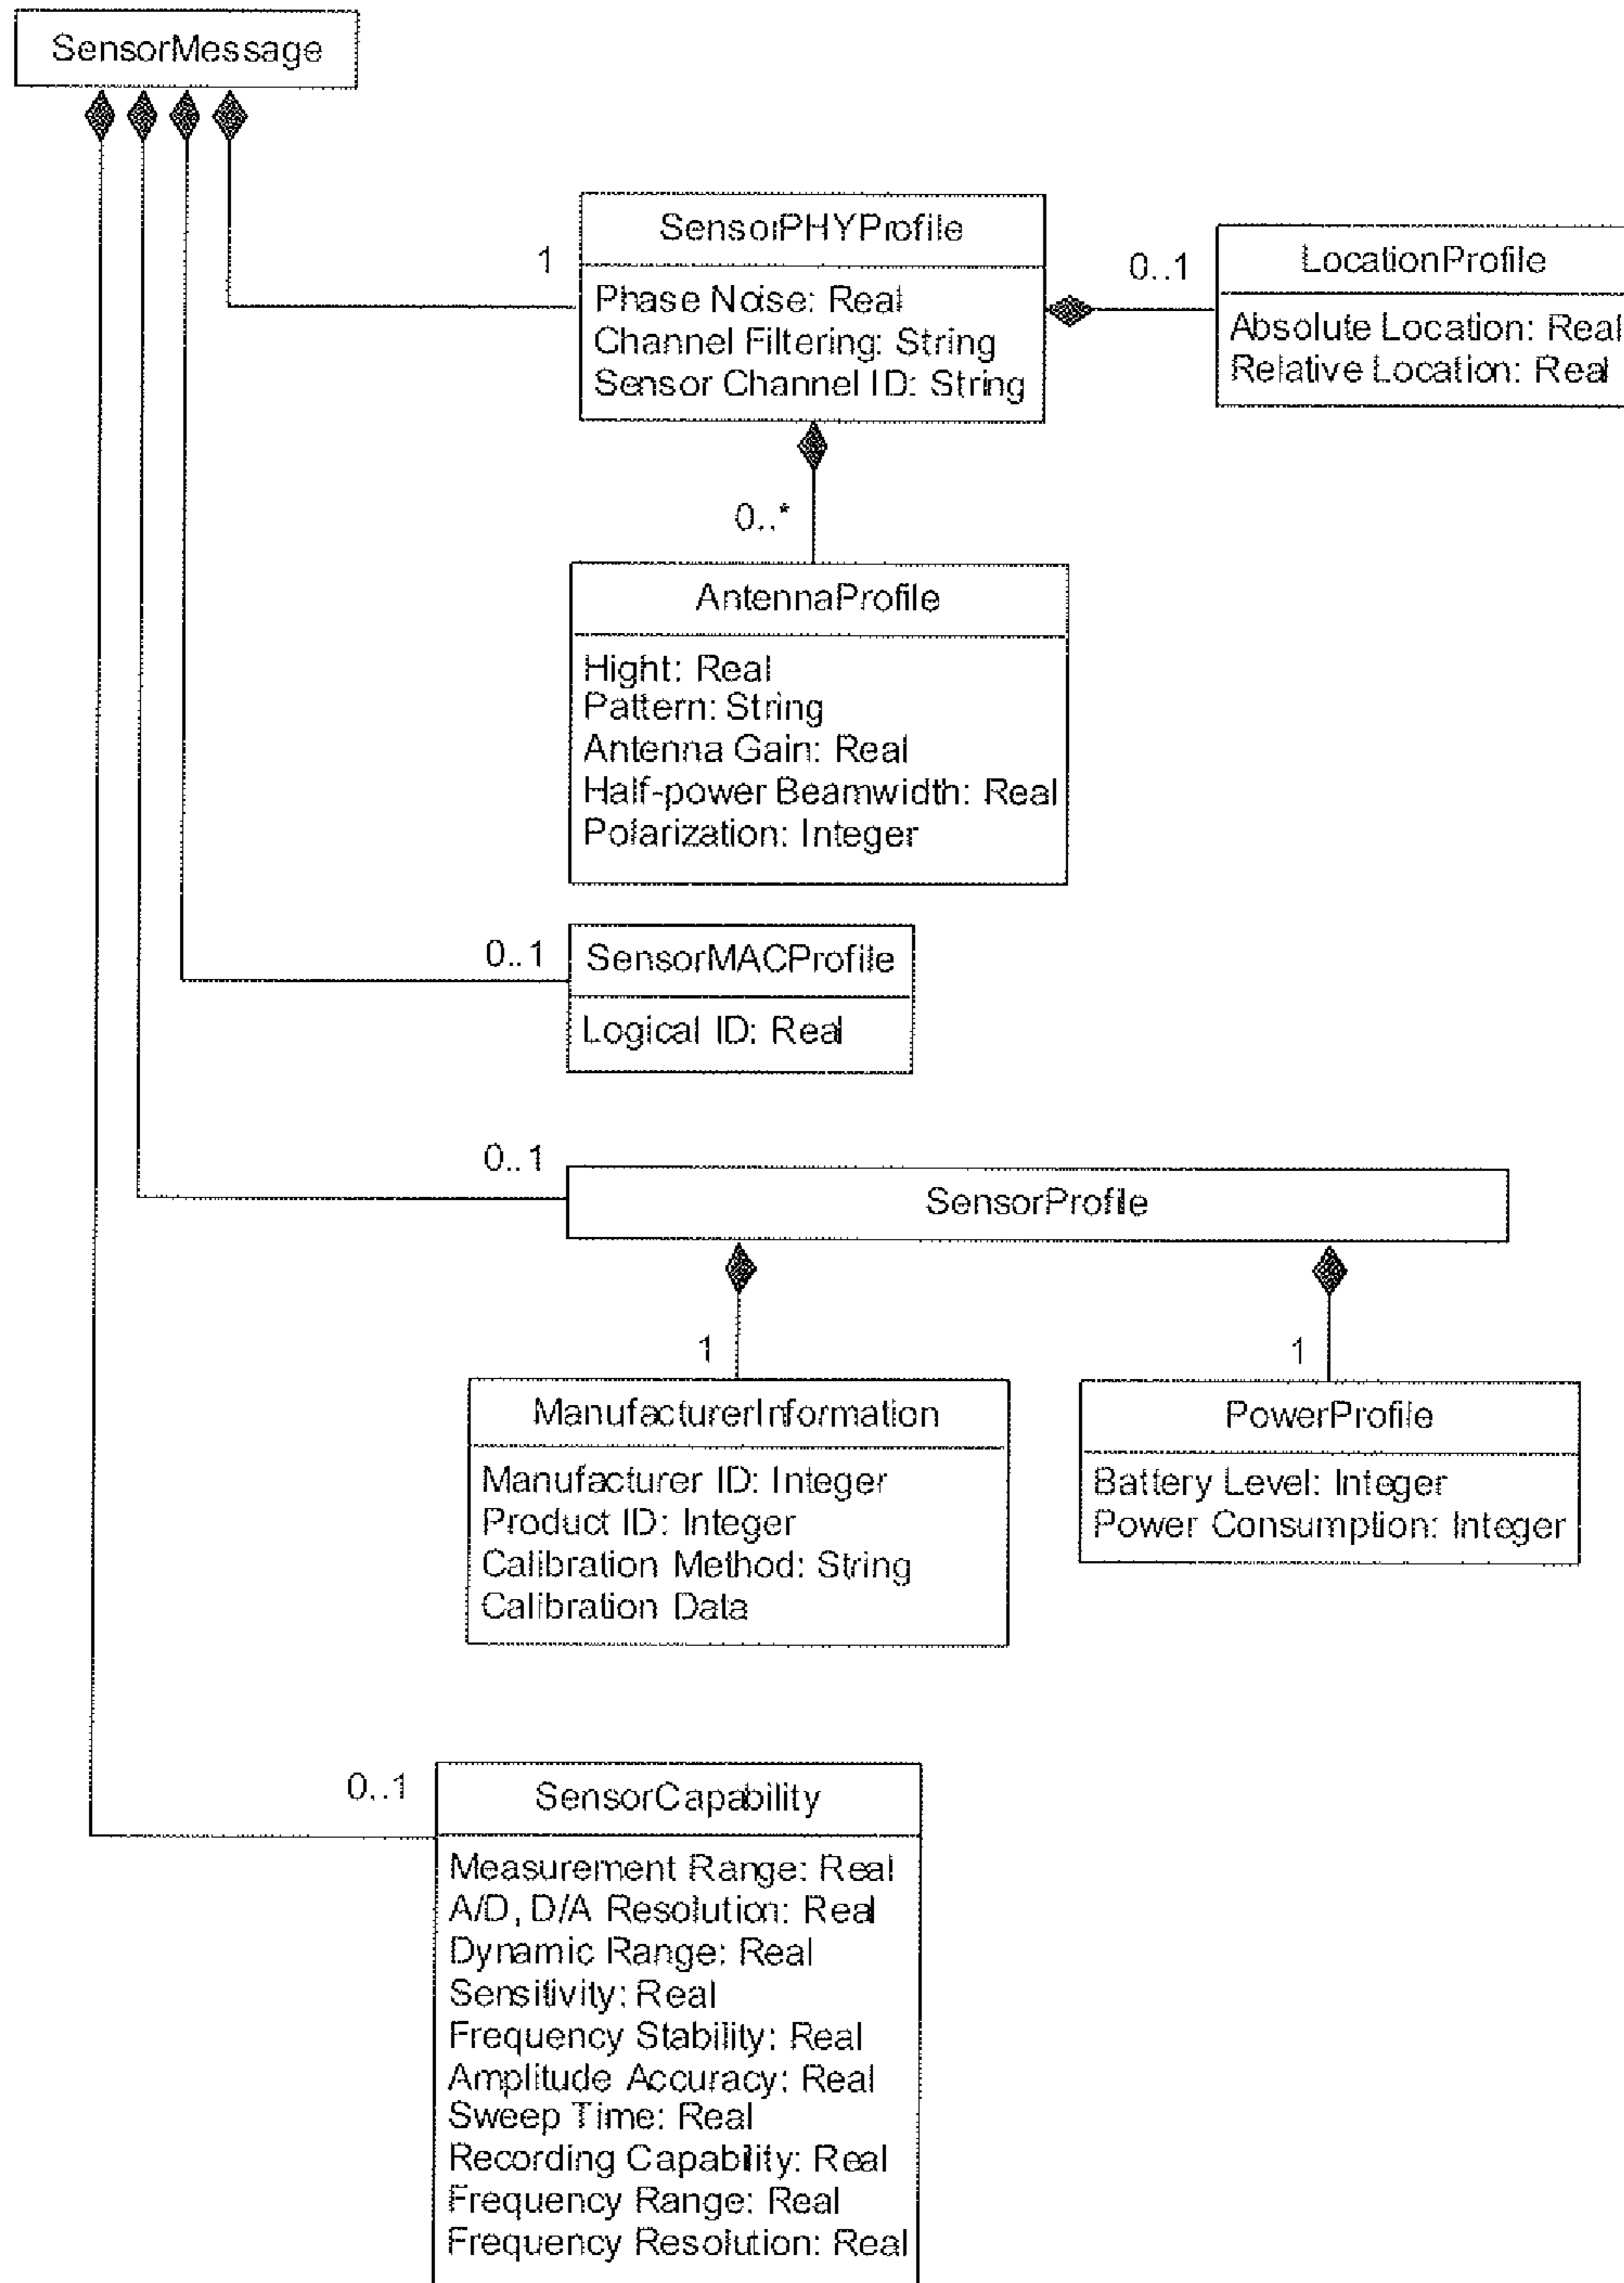 SensorMessage
SensorPHYProfile
1
Phase Noise: Real
Channel Filtering: String
Sensor Channel ID: String
0..1
LocationProfile
Absolute Location: Real
Relative Location: Real
0..*
AntennaProfile
Hight: Real
Pattern: String
Antenna Gain: Real
Half-power Beamwidth: Real
Polarization: Integer
0..1
SensorMACProfile
Logical ID: Real
0..1
SensorProfile
1
ManufacturerInformation
Manufacturer ID: Integer
Product ID: Integer
Calibration Method: String
Calibration Data
1
PowerProfile
Battery Level: Integer
Power Consumption: Integer
0..1
SensorCapability
Measurement Range: Real
A/D, D/A Resolution: Real
Dynamic Range: Real
Sensitivity: Real
Frequency Stability: Real
Amplitude Accuracy: Real
Sweep Time: Real
Recording Capability: Real
Frequency Range: Real
Frequency Resolution: Real